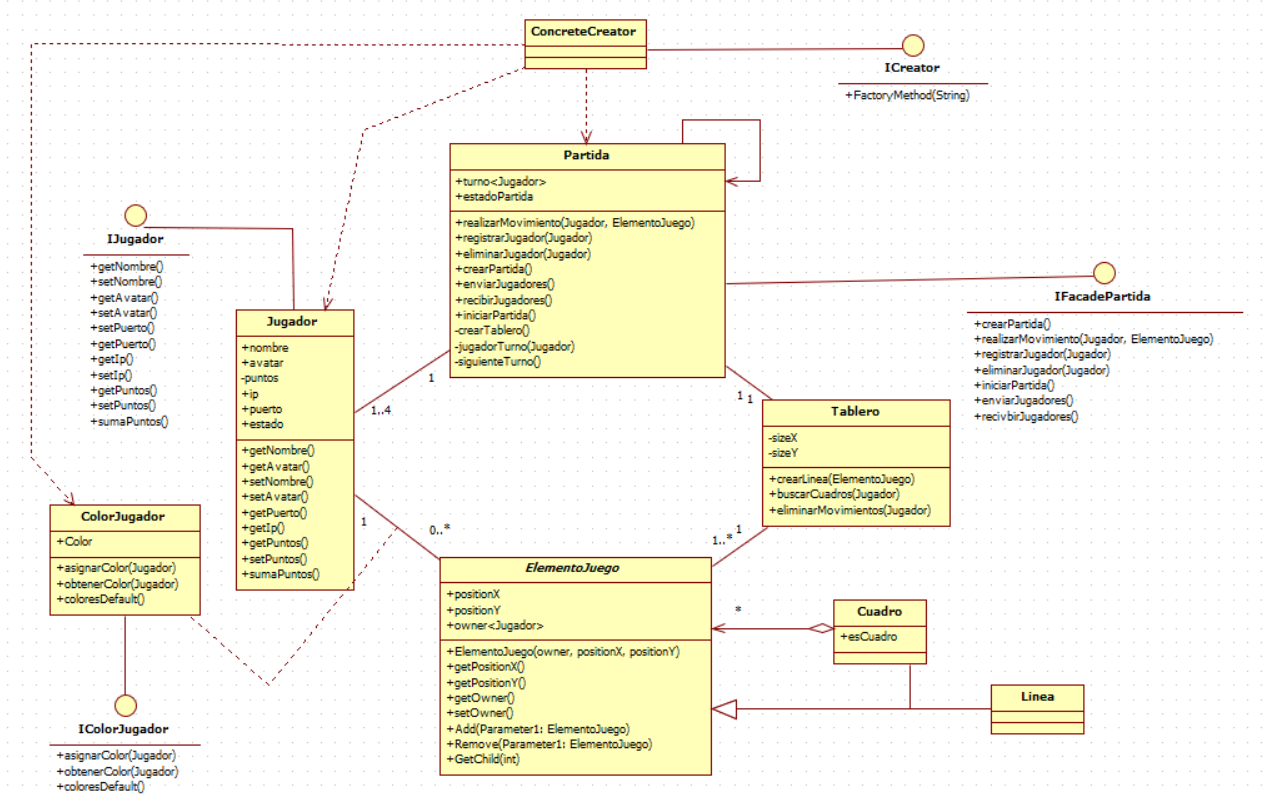 ConcreteCreator
ICreator
+FactoryMethod(String)
Partida
+turno<Jugador>
+estadoPartida
+realizarMovimiento(Jugador, ElementoJuego)
+registrarJugador(Jugador)
+eliminarJugador(Jugador)
+crearPartida()
+enviarJugadores()
+recibirJugadores()
+iniciarPartida()
-crearTablero()
-jugadorTurno(Jugador)
-siguienteTurno()
IJugador
+getNombre()
+setNombre()
+getAvatar()
+setAvatar()
+setPuerto()
+getPuerto()
+getIp()
+setIp()
+getPuntos()
+setPuntos()
+sumaPuntos()
IFacadePartida
+crearPartida()
+realizarMovimiento(Jugador, ElementoJuego)
+registrarJugador(Jugador)
+eliminarJugador(Jugador)
+iniciarPartida()
+enviarJugadores()
+recivbirJugadores()
Jugador
+nombre
+avatar
-puntos
+ip
+puerto
+estado
+getNombre()
+getAvatar()
+setNombre()
+setAvatar()
+getPuerto()
+getIp()
+getPuntos()
+setPuntos()
+sumaPuntos()
1
1..4
1
1
Tablero
-sizeX
-sizeY
+crearLinea(ElementoJuego)
+buscarCuadros(Jugador)
+eliminarMovimientos(Jugador)
ColorJugador
+Color
+asignarColor(Jugador)
+obtenerColor(Jugador)
+coloresDefault()
1
0..*
1
1..*
ElementoJuego
+positionX
+positionY
+owner<Jugador>
+ElementoJuego(owner, positionX, positionY)
+getPositionX()
+getPositionY()
+getOwner()
+setOwner()
+Add(Parameter1: ElementoJuego)
+Remove(Parameter1: ElementoJuego)
+GetChild(int)
*
Cuadro
+esCuadro
Linea
IColorJugador
+asignarColor(Jugador)
+obtenerColor(Jugador)
+coloresDefault()